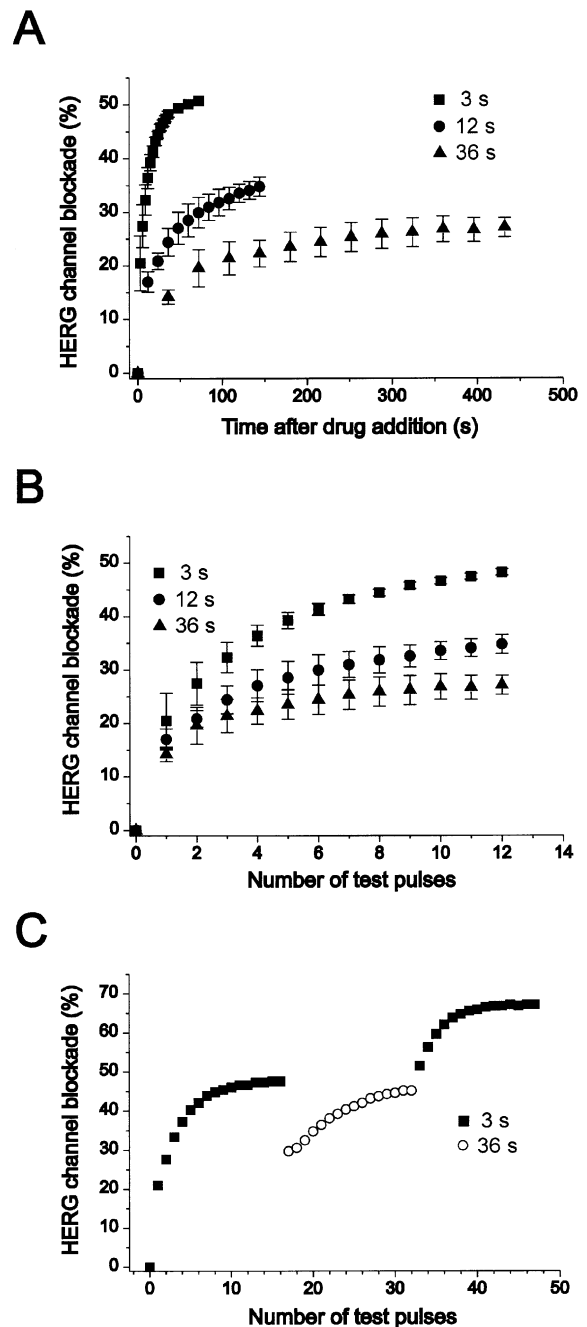 A
HERG channel blockade (%)
50
40
30
20
10
0
3 s
12 s
36 s
0 100 200 300 400 500
Time after drug addition (s)
B
HERG channel blockade (%)
50
40
30
20
10
0
3 s
12 s
36 s
0 2 4 6 8 10 12 14
Number of test pulses
C
HERG channel blockade (%)
70
60
50
40
30
20
10
0
3 s
36 s
0 10 20 30 40 50
Number of test pulses